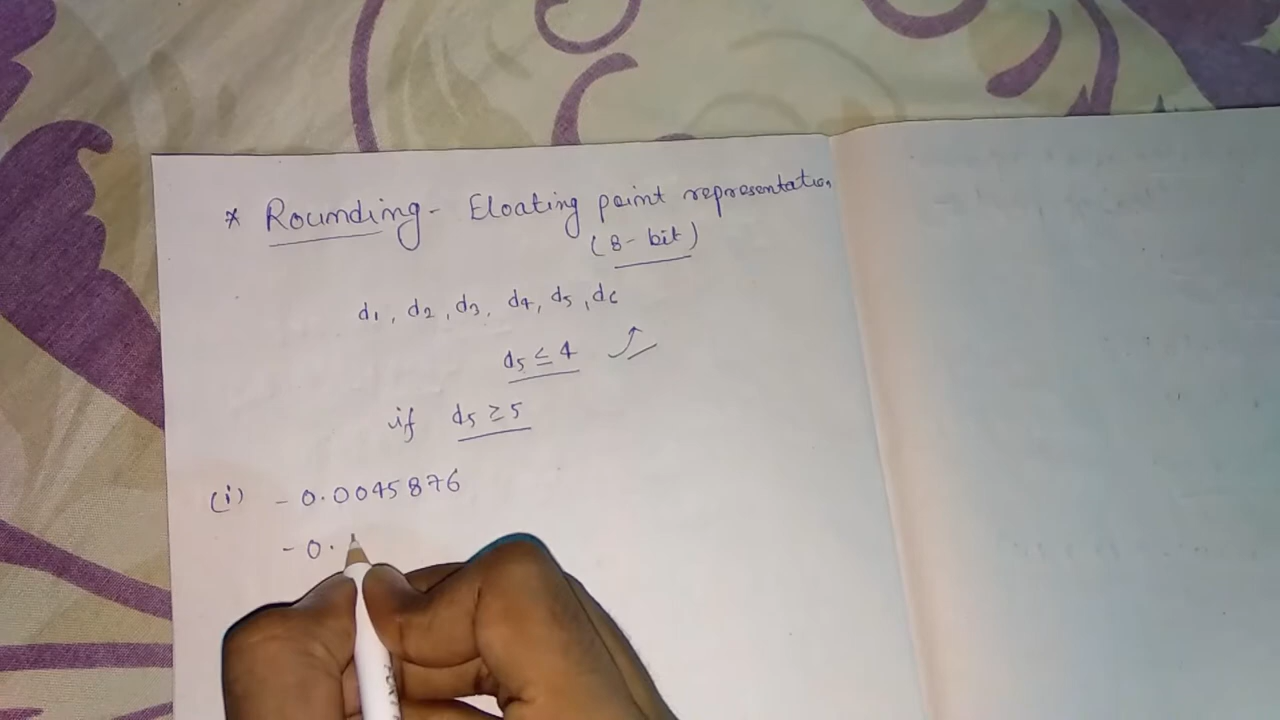 * Rounding - Eloating point representation
(8-bit)
d1, d2, d3, d4, d5, d6
d5 ≤ 4
if d5 ≥ 5
(i) - 0.0045876
- 0.